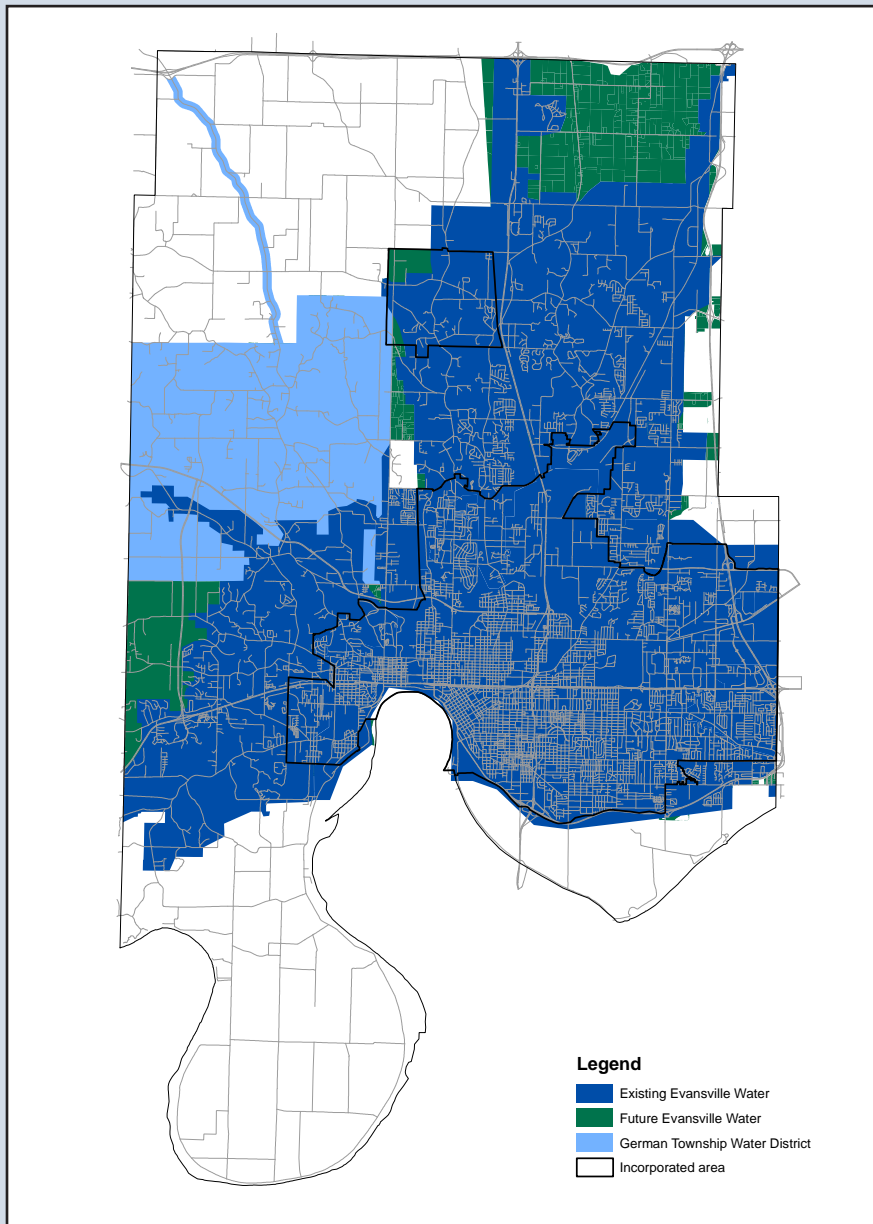 Legend
Existing Evansville Water
Future Evansville Water
German Township Water District
Incorporated area